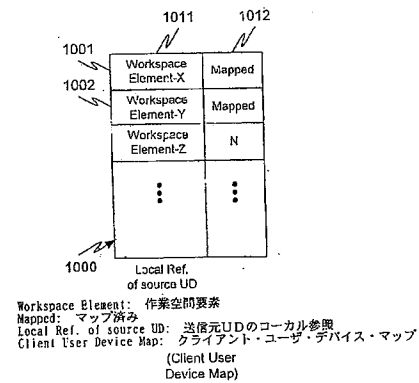 1011
1012
1001
Workspace
Element-X
Mapped
1002
Workspace
Element-Y
Mapped
Workspace
Element-Z
N
1000
Local Ref.
of source UD
Workspace Element: 作業空間要素
Mapped: マップ済み
Local Ref. of source UD: 送信元UDのローカル参照
Client User Device Map: クライアント・ユーザ・デバイス・マップ
(Client User
Device Map)